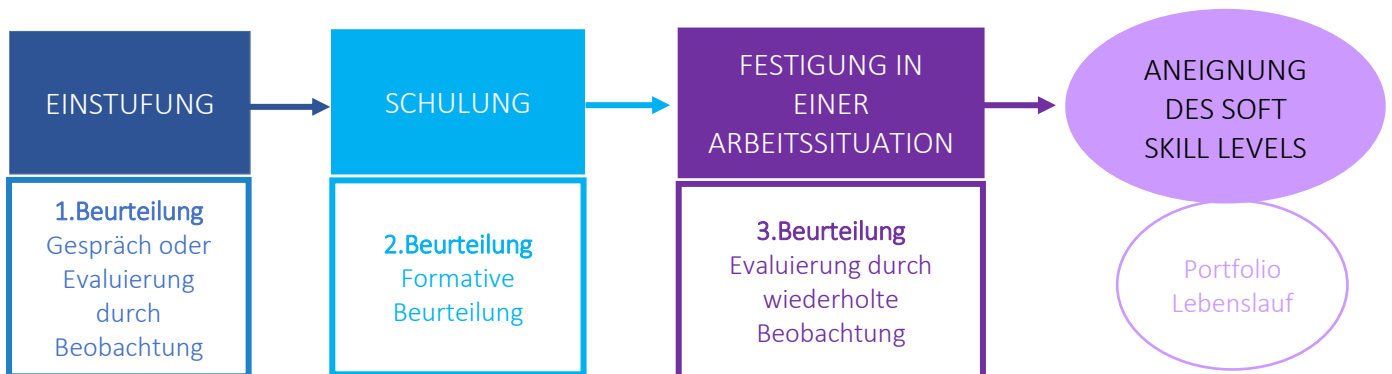 EINSTUFUNG
1.Beurteilung
Gespräch oder
Evaluierung
durch
Beobachtung
SCHULUNG
2.Beurteilung
Formative
Beurteilung
FESTIGUNG IN
EINER
ARBEITSSITUATION
3.Beurteilung
Evaluierung durch
wiederholte
Beobachtung
ANEIGNUNG
DES SOFT
SKILL LEVELS
Portfolio
Lebenslauf